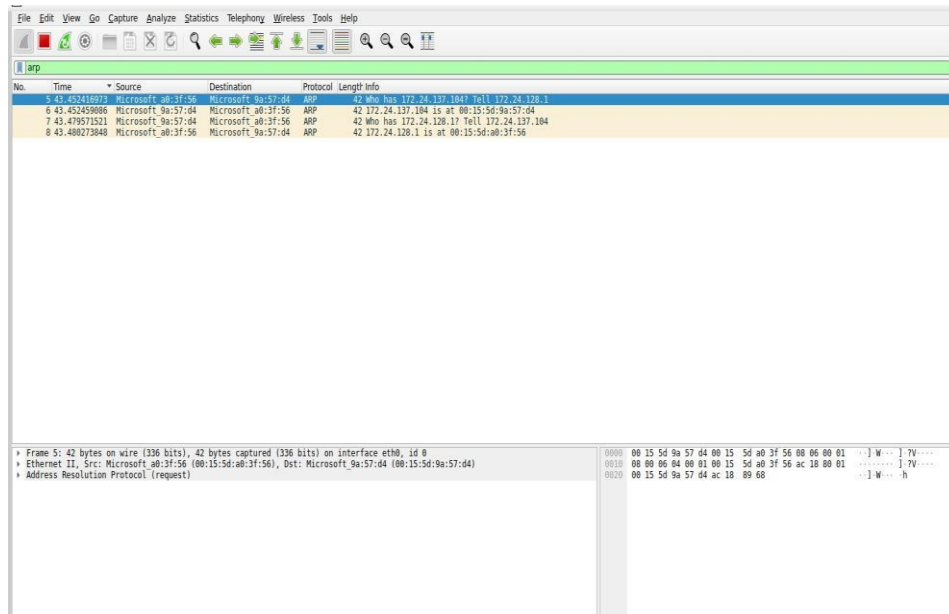 File Edit View Go Capture Analyze Statistics Telephony Wireless Tools Help
arp
No. Time Source Destination Protocol Length Info
5 43.452416973 Microsoft_a0:3f:56 Microsoft_9a:57:d4 ARP 42 Who has 172.24.137.104? Tell 172.24.128.1
6 43.452459086 Microsoft_9a:57:d4 Microsoft_a0:3f:56 ARP 42 172.24.137.104 is at 00:15:5d:9a:57:d4
7 43.479571521 Microsoft_9a:57:d4 Microsoft_a0:3f:56 ARP 42 Who has 172.24.128.1? Tell 172.24.137.104
8 43.480273848 Microsoft_a0:3f:56 Microsoft_9a:57:d4 ARP 42 172.24.128.1 is at 00:15:5d:a0:3f:56
Frame 5: 42 bytes on wire (336 bits), 42 bytes captured (336 bits) on interface eth0, id 0
Ethernet II, Src: Microsoft_a0:3f:56 (00:15:5d:a0:3f:56), Dst: Microsoft_9a:57:d4 (00:15:5d:9a:57:d4)
Address Resolution Protocol (request)
0000 00 15 5d 9a 57 d4 00 15 5d a0 3f 56 08 06 00 01 ··]·W··· ]·?V····
0010 08 00 06 04 00 01 00 15 5d a0 3f 56 ac 18 80 01 ········ ]·?V····
0020 00 15 5d 9a 57 d4 ac 18 89 68 ··]·W··· ·h